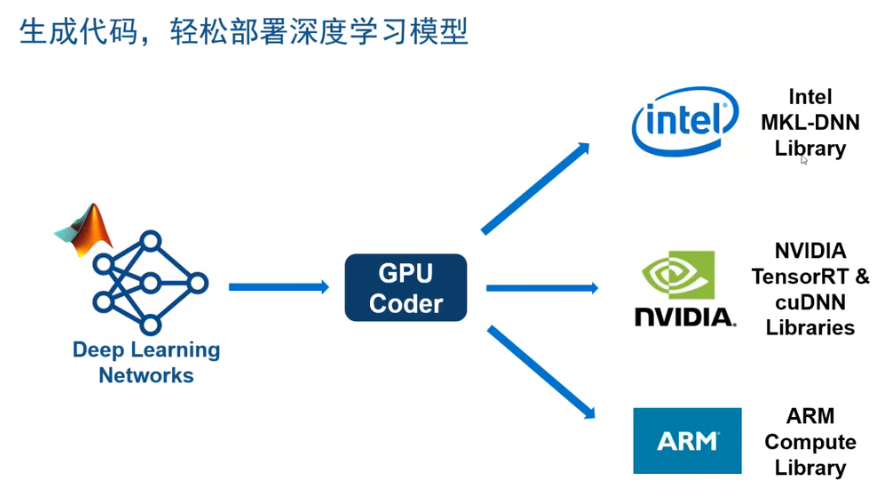 生成代码，轻松部署深度学习模型
Deep Learning
Networks
GPU
Coder
intel
Intel
MKL-DNN
Library
NVIDIA.
NVIDIA
TensorRT &
cuDNN
Libraries
ARM
ARM
Compute
Library